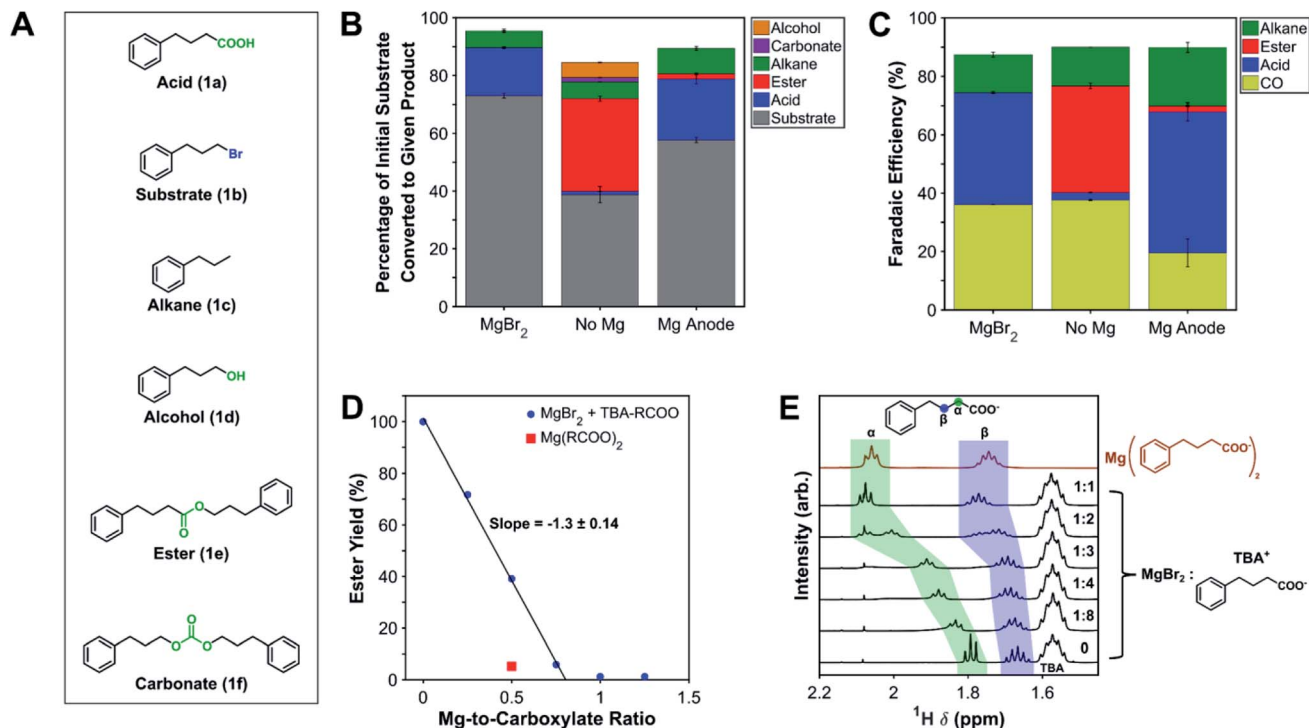 A
COOH
Acid (1a)
Br
Substrate (1b)
Alkane (1c)
OH
Alcohol (1d)
O
O
Ester (1e)
O
O
O
Carbonate (1f)
B
Percentage of Initial Substrate
Converted to Given Product
100
80
60
40
20
0
MgBr2
No Mg
Mg Anode
Alcohol
Carbonate
Alkane
Ester
Acid
Substrate
C
Faradaic Efficiency (%)
100
80
60
40
20
0
MgBr2
No Mg
Mg Anode
Alkane
Ester
Acid
CO
D
Ester Yield (%)
100
80
60
40
20
0
MgBr2 + TBA-RCOO
Mg(RCOO)2
Slope = -1.3 ± 0.14
0
0.5
1.0
1.5
Mg-to-Carboxylate Ratio
E
β
α
COO-
α
β
Mg ( COO- )2
1:1
1:2
1:3
1:4
1:8
0
TBA
MgBr2 :
TBA+
COO-
Intensity (arb.)
2.2
2
1.8
1.6
1H δ (ppm)